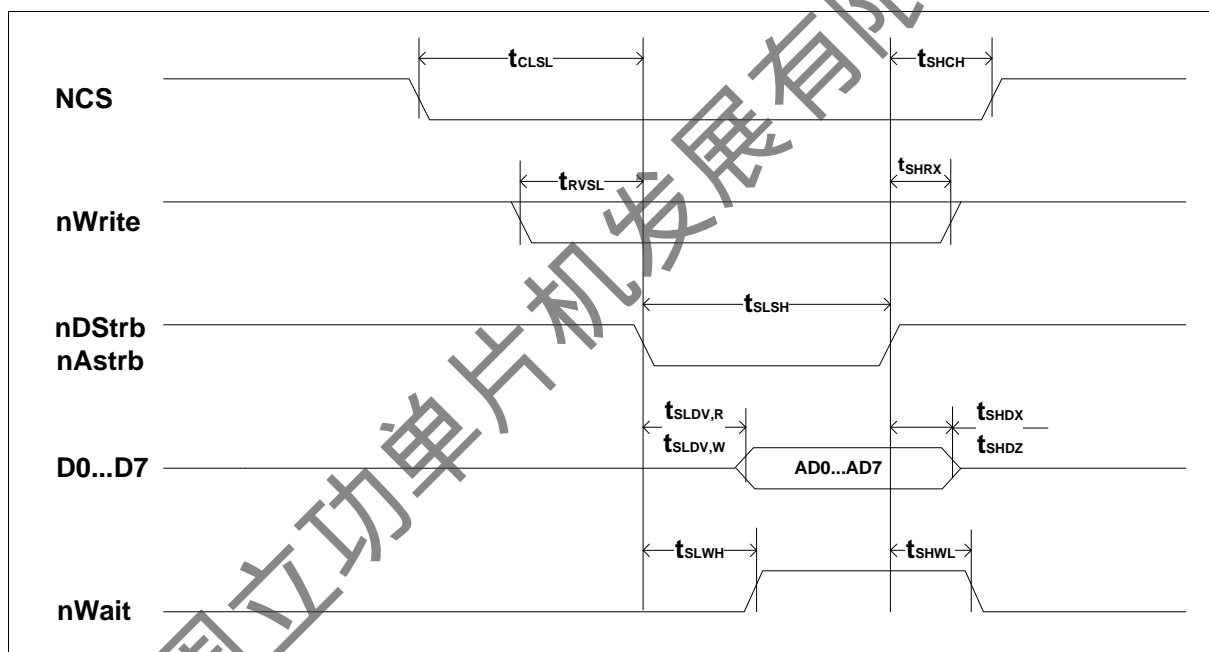 tCLSL
tSHCH
NCS
tRVSL
tSHRX
nWrite
tSLSH
nDStrb
nAstrb
tSLDV,R
tSHDX
tSLDV,W
tSHDZ
D0...D7
AD0...AD7
tSLWH
tSHWL
nWait
周立功单片机发展有限